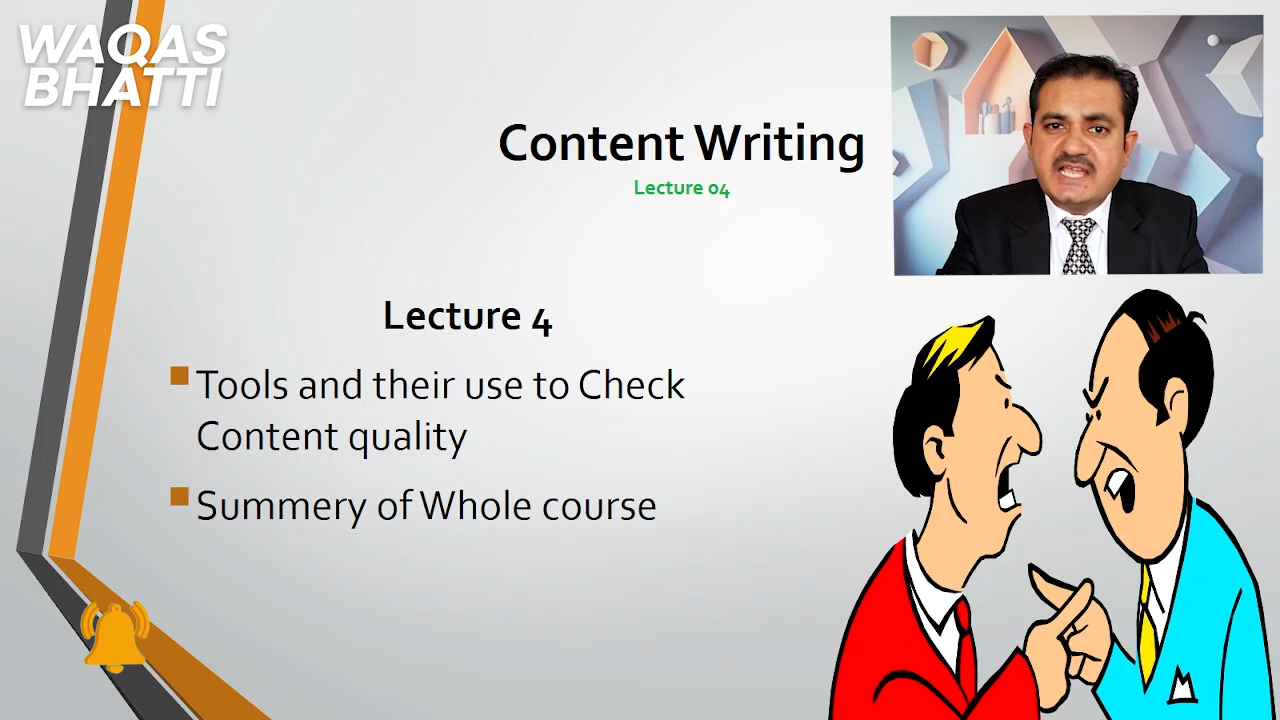 WAQAS
BHATTI
Content Writing
Lecture 04
Lecture 4
Tools and their use to Check
Content quality
Summery of Whole course